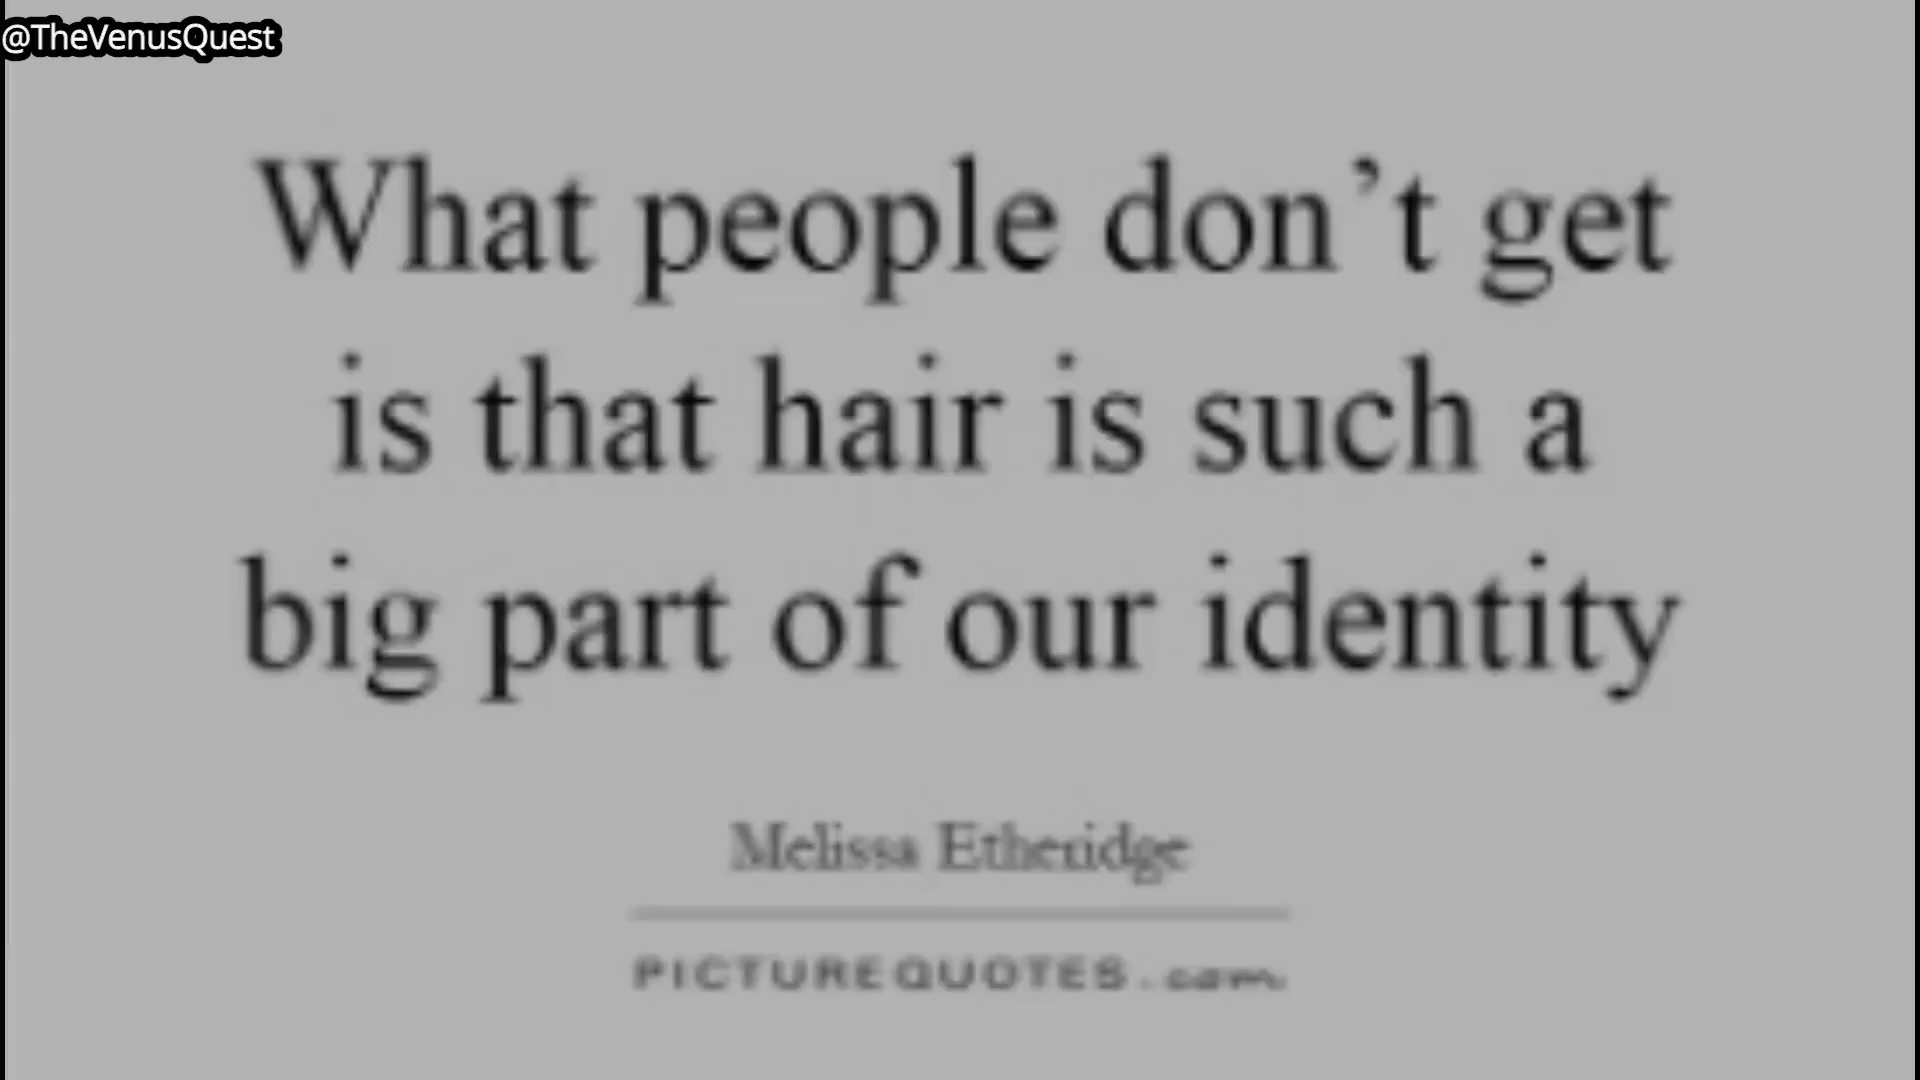 @TheVenusQuest
What people don’t get
is that hair is such a
big part of our identity
Melissa Etheridge
PICTUREQUOTES.com